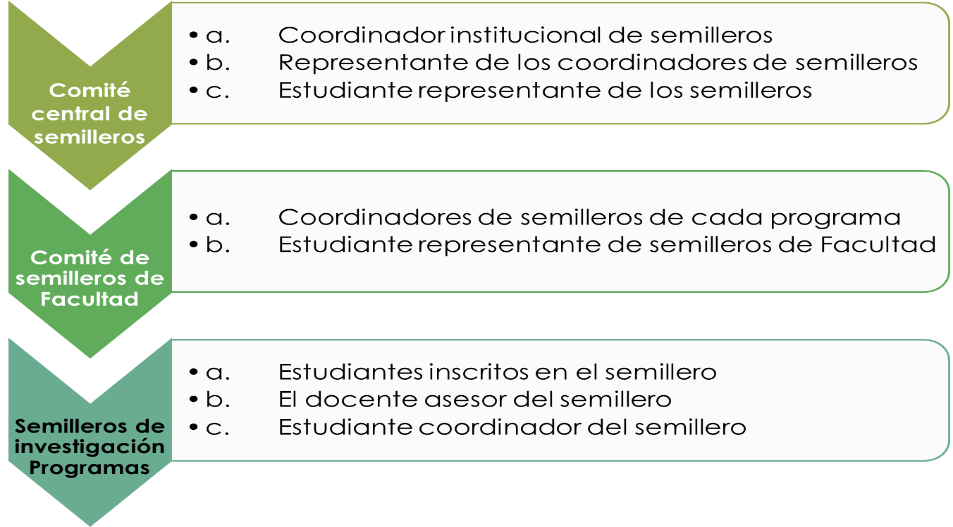 Comité
central de
semilleros
• a. Coordinador institucional de semilleros
• b. Representante de los coordinadores de semilleros
• c. Estudiante representante de los semilleros
Comité de
semilleros de
Facultad
• a. Coordinadores de semilleros de cada programa
• b. Estudiante representante de semilleros de Facultad
Semilleros de
investigación
Programas
• a. Estudiantes inscritos en el semillero
• b. El docente asesor del semillero
• c. Estudiante coordinador del semillero